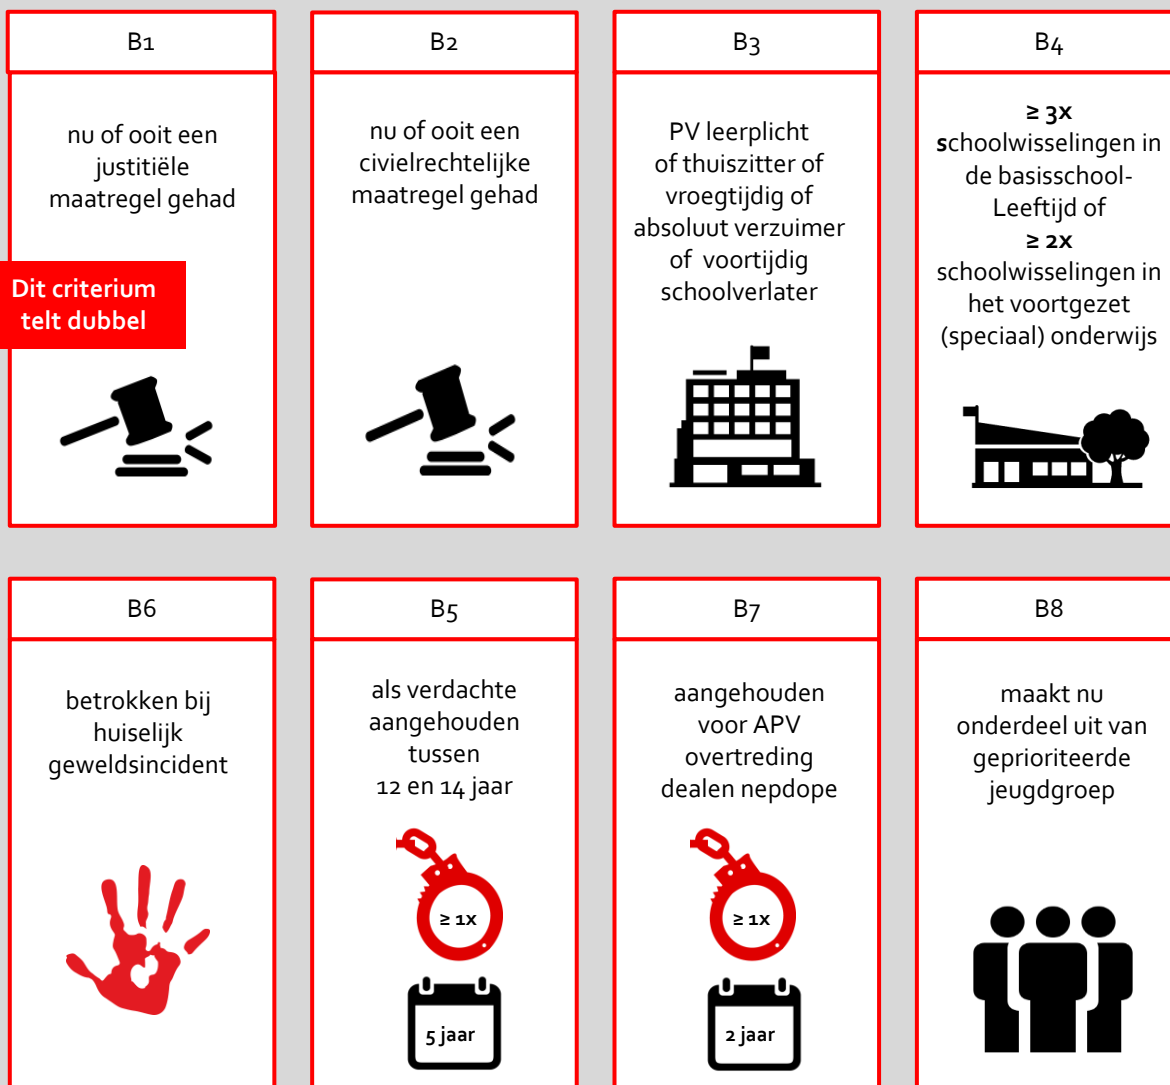 B1
nu of ooit een
justitiële
maatregel gehad
Dit criterium
telt dubbel
B2
nu of ooit een
civielrechtelijke
maatregel gehad
B3
PV leerplicht
of thuiszitter of
vroegtijdig of
absoluut verzuimer
of voortijdig
schoolverlater
B4
≥ 3x
schoolwisselingen in
de basisschool-
Leeftijd of
≥ 2x
schoolwisselingen in
het voortgezet
(speciaal) onderwijs
B6
betrokken bij
huiselijk
geweldsincident
B5
als verdachte
aangehouden
tussen
12 en 14 jaar
≥ 1x
5 jaar
B7
aangehouden
voor APV
overtreding
dealen nepdope
≥ 1x
2 jaar
B8
maakt nu
onderdeel uit van
geprioriteerde
jeugdgroep